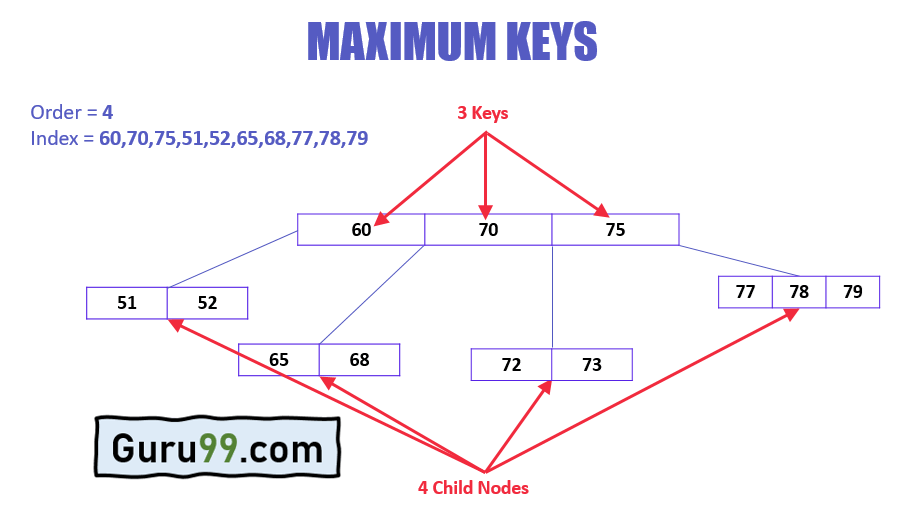 MAXIMUM KEYS
Order = 4
Index = 60,70,75,51,52,65,68,77,78,79
3 Keys
60 70 75
51 52
77 78 79
65 68
72 73
Guru99.com
4 Child Nodes